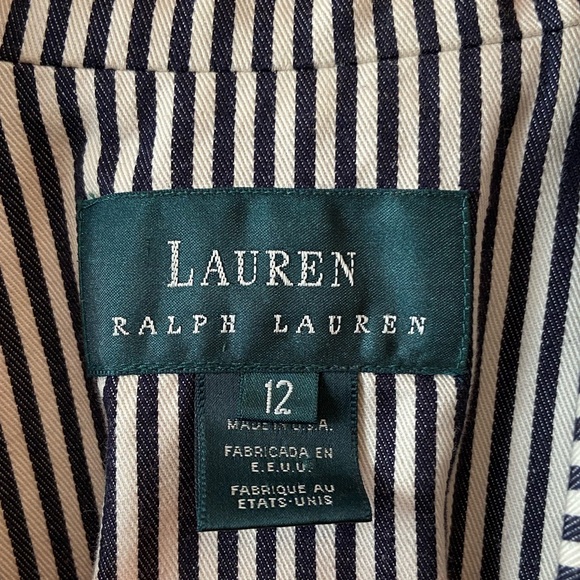 LAUREN
RALPH LAUREN
12
MADE IN U.S.A.
FABRICADA EN
E.E.U.U.
FABRIQUE AU
ETATS-UNIS